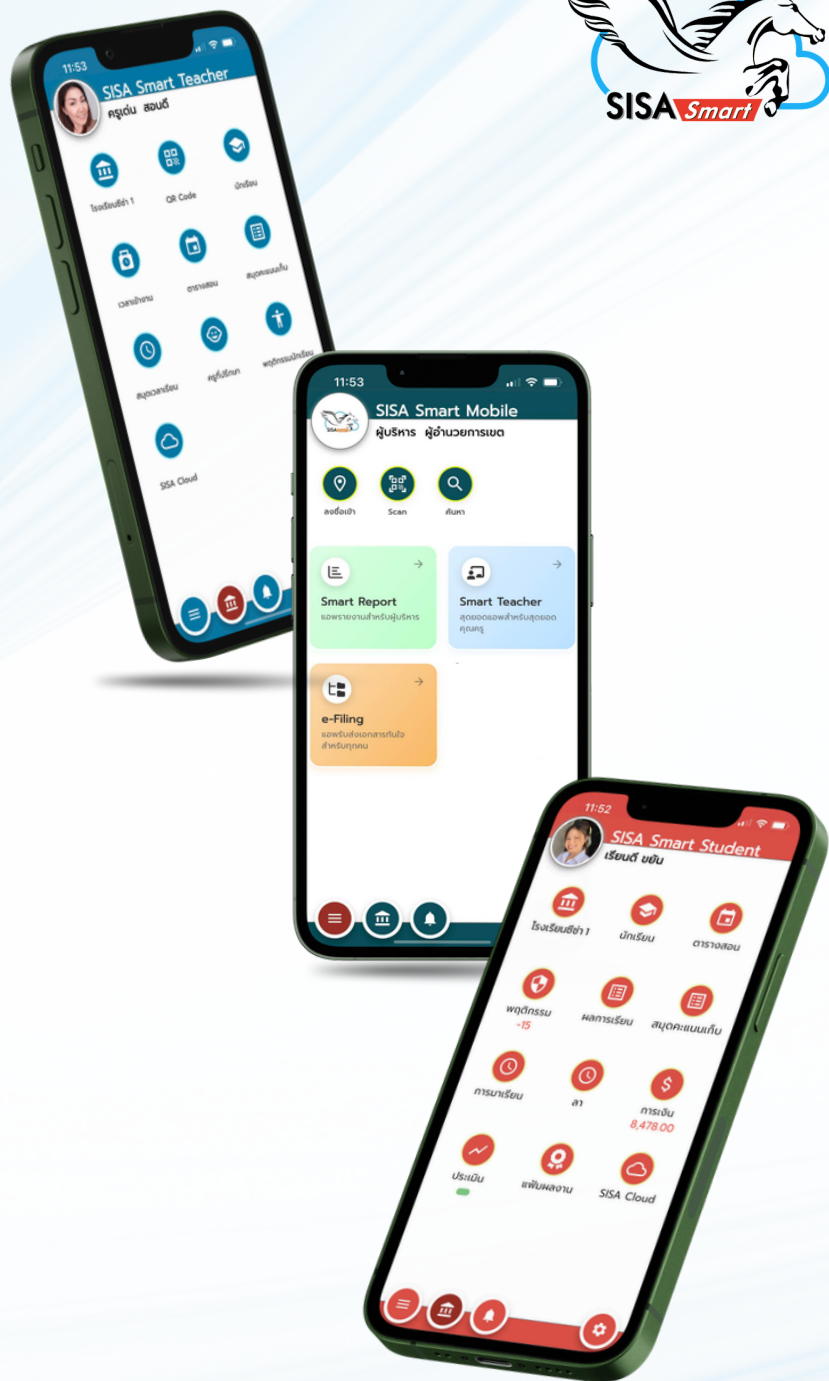 SISA Smart
11:53
SISA Smart Teacher
ครูเด่น สอนดี
โรงเรียนซีซ่า 1
QR Code
นักเรียน
เวลาเข้างาน
ตารางสอน
สมุดคะแนนเก็บ
สมุดเวลาเรียน
ครูที่ปรึกษา
พฤติกรรมนักเรียน
SISA Cloud
11:53
SISA Smart Mobile
ผู้บริหาร ผู้อำนวยการเขต
ลงชื่อเข้า
Scan
ค้นหา
Smart Report
แอพรายงานสำหรับผู้บริหาร
Smart Teacher
สุดยอดแอพสำหรับสุดยอด
คุณครู
e-Filing
แอพรับส่งเอกสารทันใจ
สำหรับทุกคน
11:52
SISA Smart Student
เรียนดี ขยัน
โรงเรียนซีซ่า 1
นักเรียน
ตารางสอน
พฤติกรรม
-15
ผลการเรียน
สมุดคะแนนเก็บ
การมาเรียน
ลา
การเงิน
8,478.00
ประเมิน
แฟ้มผลงาน
SISA Cloud